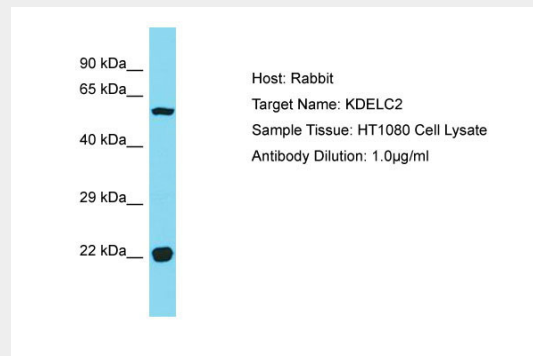 90 kDa__
65 kDa__
40 kDa__
29 kDa__
22 kDa__
Host: Rabbit
Target Name: KDELC2
Sample Tissue: HT1080 Cell Lysate
Antibody Dilution: 1.0µg/ml